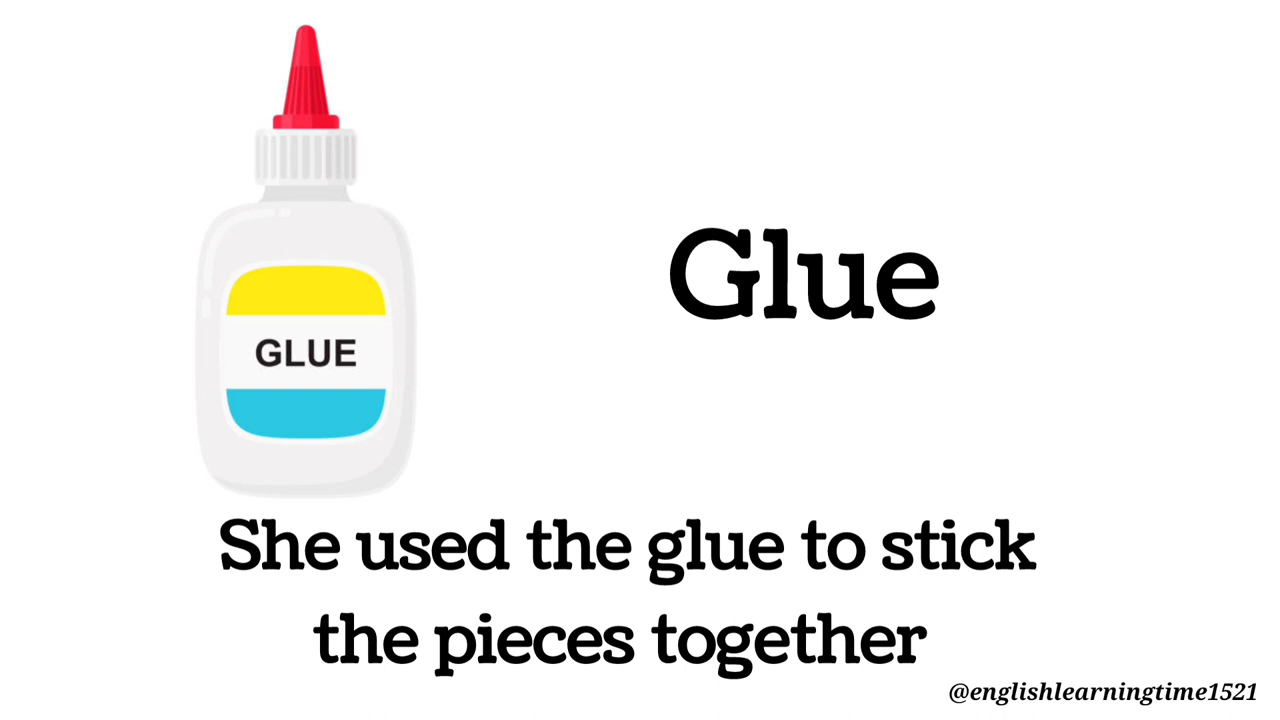 GLUE
Glue
She used the glue to stick
the pieces together
@englishlearningtime1521